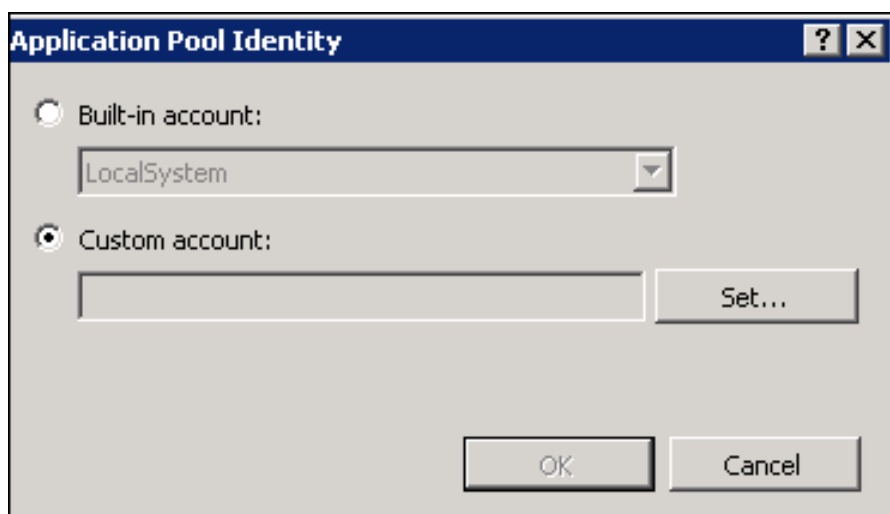 Application Pool Identity
Built-in account:
LocalSystem
Custom account:
Set...
OK
Cancel